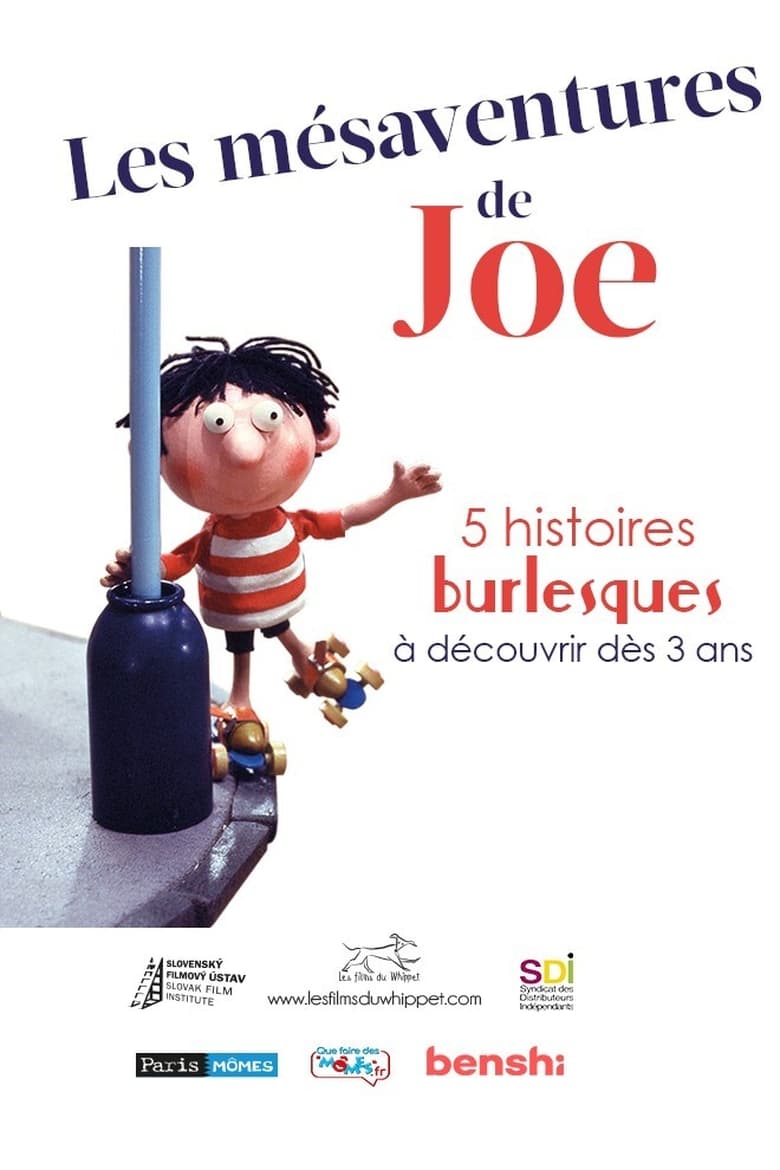 Les mésaventures
de
Joe
5 histoires
burlesques
à découvrir dès 3 ans
SLOVENSKÝ
FILMOVÝ ÚSTAV
SLOVAK FILM
INSTITUTE
Les films du Whippet
www.lesfilmsduwhippet.com
SDI
Syndicat des
Distributeurs
Indépendants
Paris MÔMES
Que faire des
MÔMES.fr
benshi